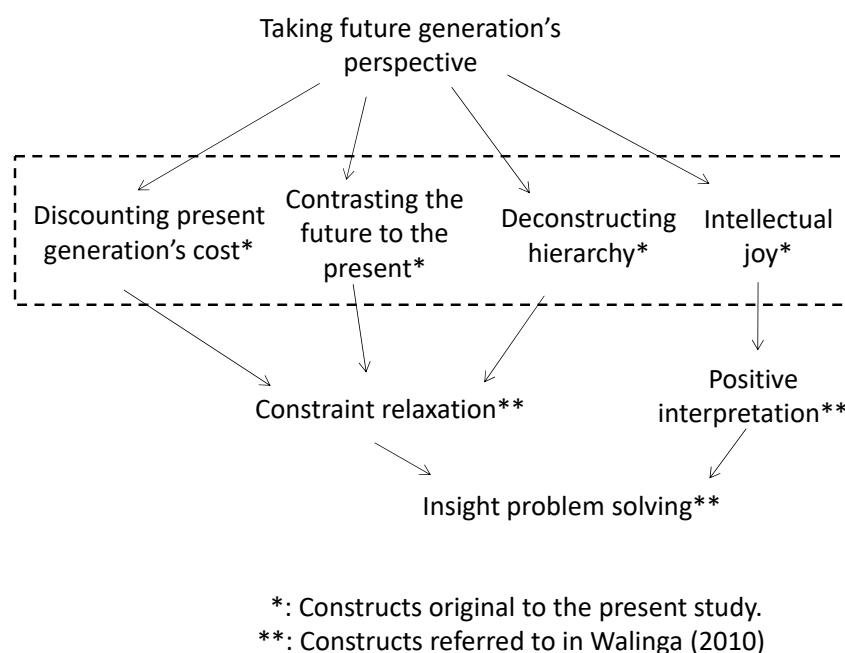 Taking future generation’s
perspective
Discounting present
generation’s cost*
Contrasting the
future to the
present*
Deconstructing
hierarchy*
Intellectual
joy*
Constraint relaxation**
Positive
interpretation**
Insight problem solving**
*: Constructs original to the present study.
**: Constructs referred to in Walinga (2010)